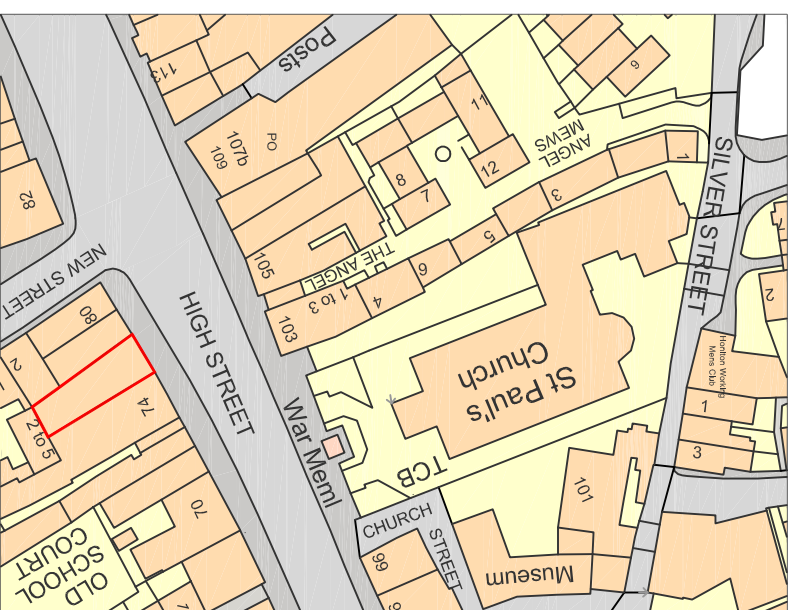 Posts
113
9
11
ANGEL
MEWS
PO
107b
109
12
1
SILVER STREET
8
7
3
82
5
NEW STREET
105
THE ANGEL
6
1 to 3
4
2
80
HIGH STREET
103
2
St Paul's
Church
Honiton Working
Mens Club
74
1
2 to 5
War Meml
3
TCB
101
70
CHURCH
STREET
OLD
SCHOOL
COURT
99
Museum